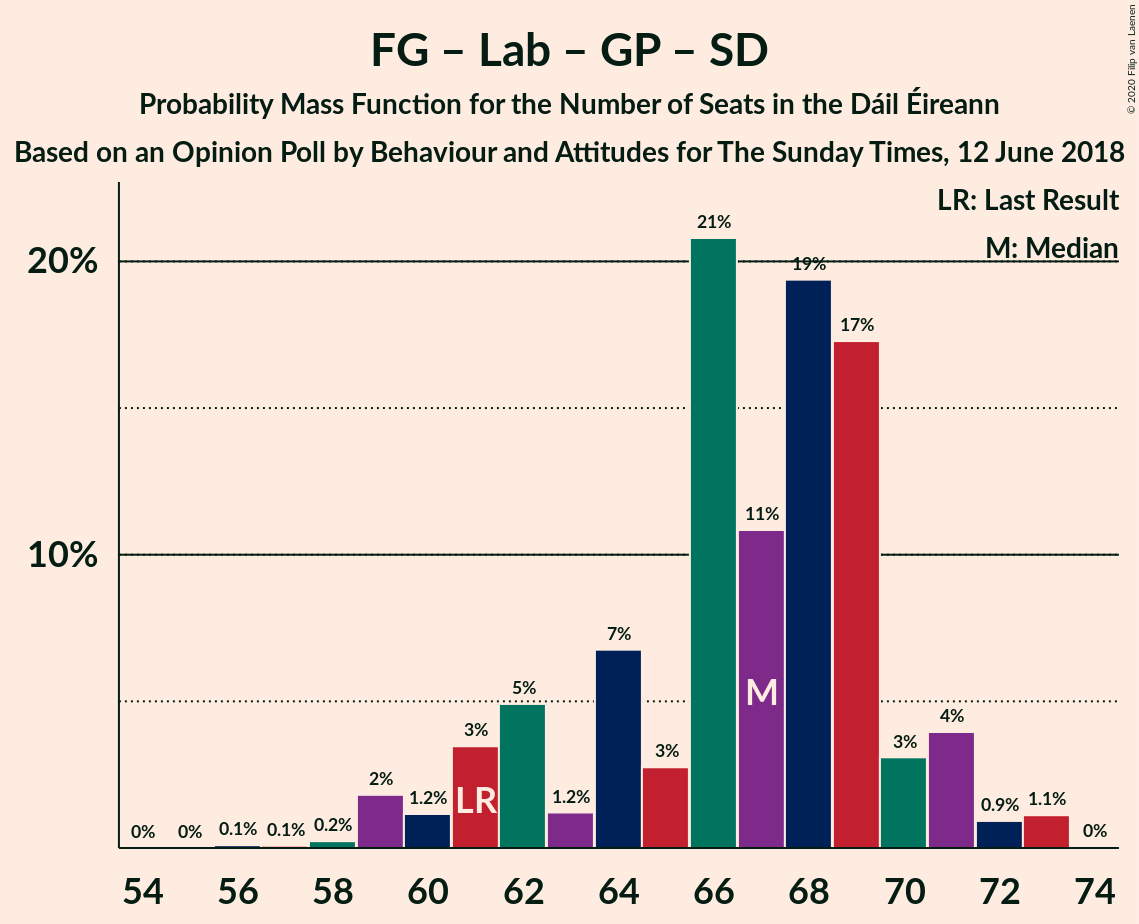 FG – Lab – GP – SD
Probability Mass Function for the Number of Seats in the Dáil Éireann
Based on an Opinion Poll by Behaviour and Attitudes for The Sunday Times, 12 June 2018
© 2020 Filip van Laenen
LR: Last Result
M: Median
20%
10%
0%
0%
0.1%
0.1%
0.2%
2%
1.2%
3%
5%
1.2%
7%
3%
21%
11%
19%
17%
3%
4%
0.9%
1.1%
0%
LR
M
54 56 58 60 62 64 66 68 70 72 74